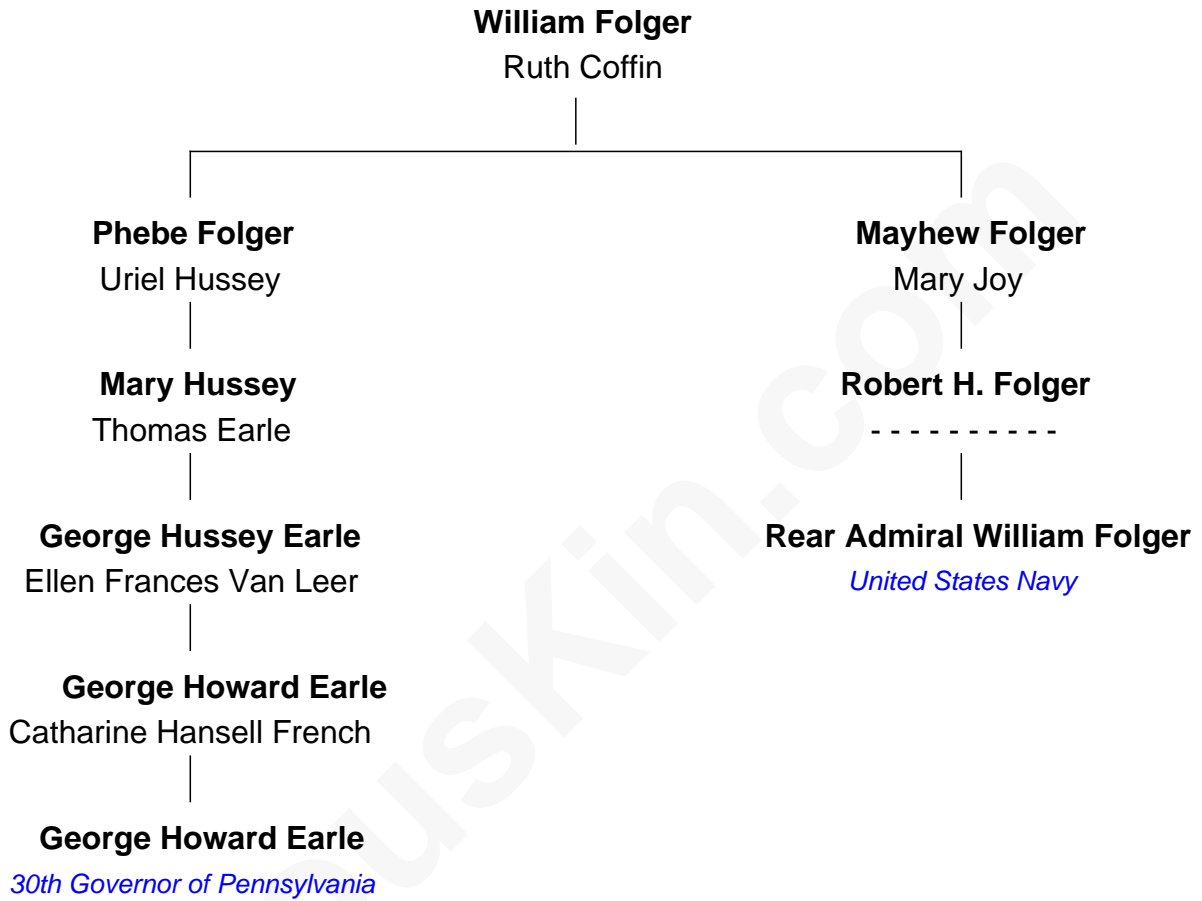 William Folger
Ruth Coffin
Phebe Folger
Uriel Hussey
Mary Hussey
Thomas Earle
George Hussey Earle
Ellen Frances Van Leer
George Howard Earle
Catharine Hansell French
George Howard Earle
30th Governor of Pennsylvania
Mayhew Folger
Mary Joy
Robert H. Folger
- - - - - - - - - -
Rear Admiral William Folger
United States Navy
ousKin.com